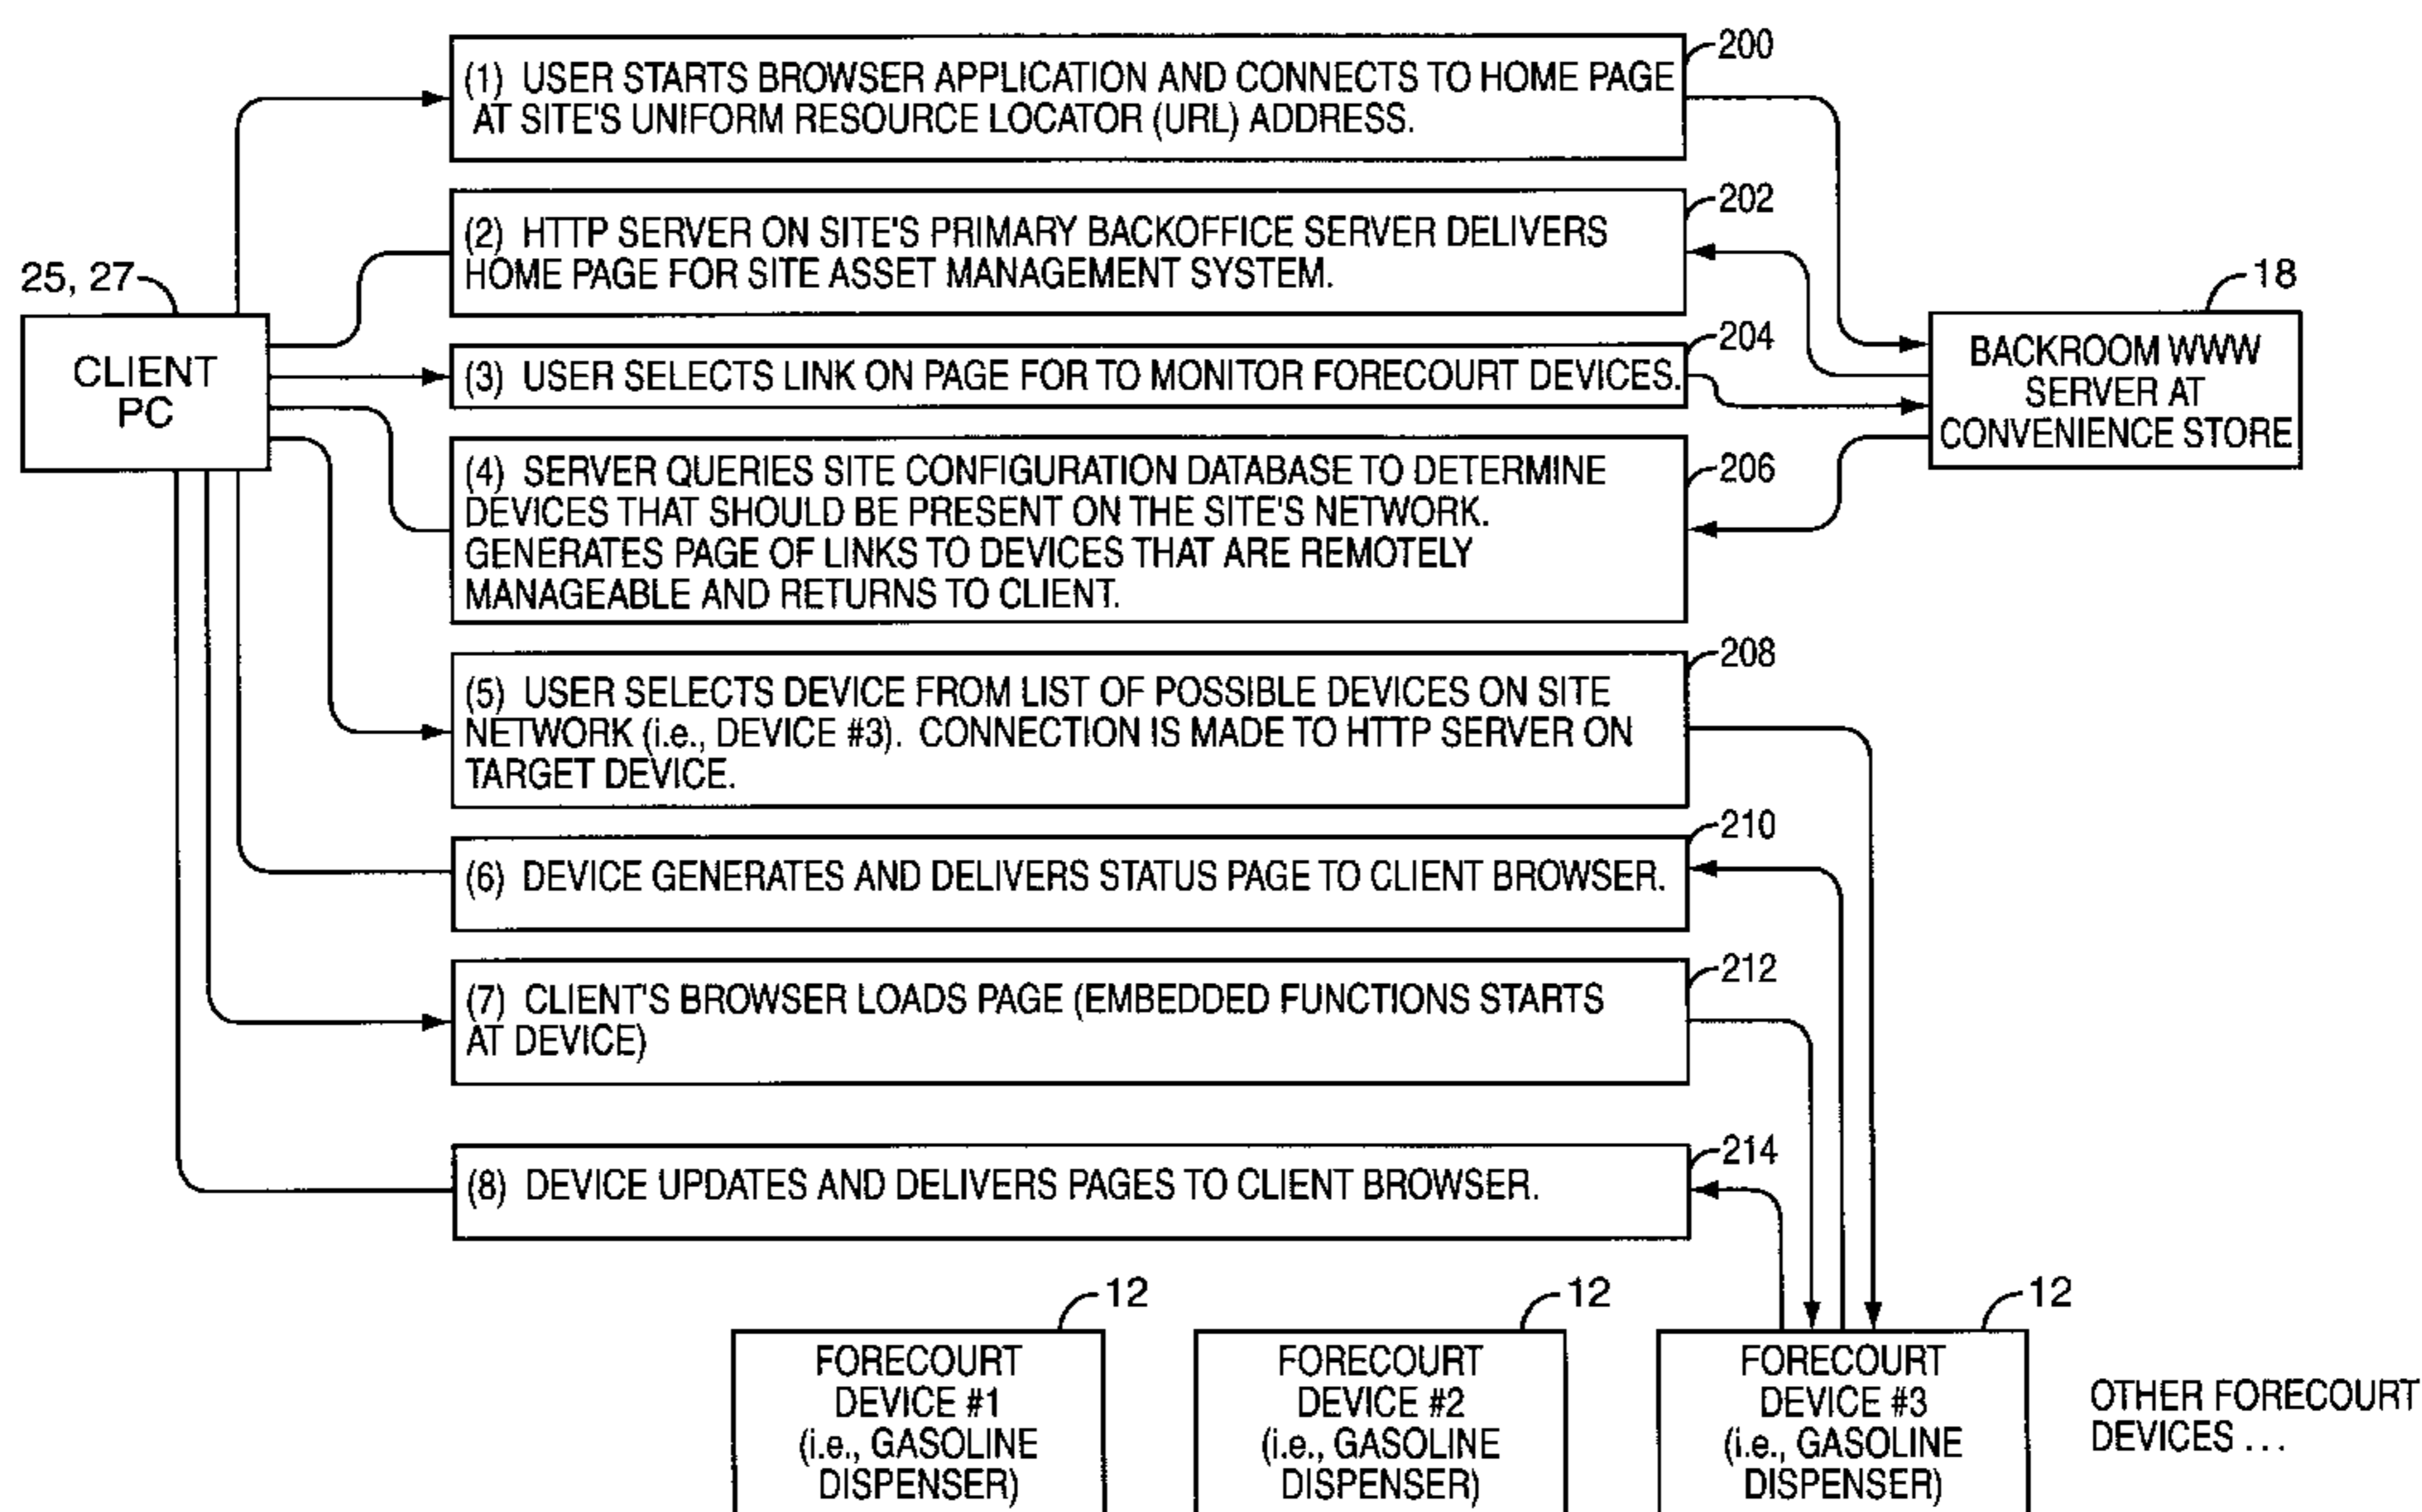 200
(1) USER STARTS BROWSER APPLICATION AND CONNECTS TO HOME PAGE
AT SITE'S UNIFORM RESOURCE LOCATOR (URL) ADDRESS.
202
(2) HTTP SERVER ON SITE'S PRIMARY BACKOFFICE SERVER DELIVERS
HOME PAGE FOR SITE ASSET MANAGEMENT SYSTEM.
25, 27
CLIENT
PC
18
BACKROOM WWW
SERVER AT
CONVENIENCE STORE
204
(3) USER SELECTS LINK ON PAGE FOR TO MONITOR FORECOURT DEVICES.
206
(4) SERVER QUERIES SITE CONFIGURATION DATABASE TO DETERMINE
DEVICES THAT SHOULD BE PRESENT ON THE SITE'S NETWORK.
GENERATES PAGE OF LINKS TO DEVICES THAT ARE REMOTELY
MANAGEABLE AND RETURNS TO CLIENT.
208
(5) USER SELECTS DEVICE FROM LIST OF POSSIBLE DEVICES ON SITE
NETWORK (i.e., DEVICE #3). CONNECTION IS MADE TO HTTP SERVER ON
TARGET DEVICE.
210
(6) DEVICE GENERATES AND DELIVERS STATUS PAGE TO CLIENT BROWSER.
212
(7) CLIENT'S BROWSER LOADS PAGE (EMBEDDED FUNCTIONS STARTS
AT DEVICE)
214
(8) DEVICE UPDATES AND DELIVERS PAGES TO CLIENT BROWSER.
12
FORECOURT
DEVICE #1
(i.e., GASOLINE
DISPENSER)
12
FORECOURT
DEVICE #2
(i.e., GASOLINE
DISPENSER)
12
FORECOURT
DEVICE #3
(i.e., GASOLINE
DISPENSER)
OTHER FORECOURT
DEVICES ...